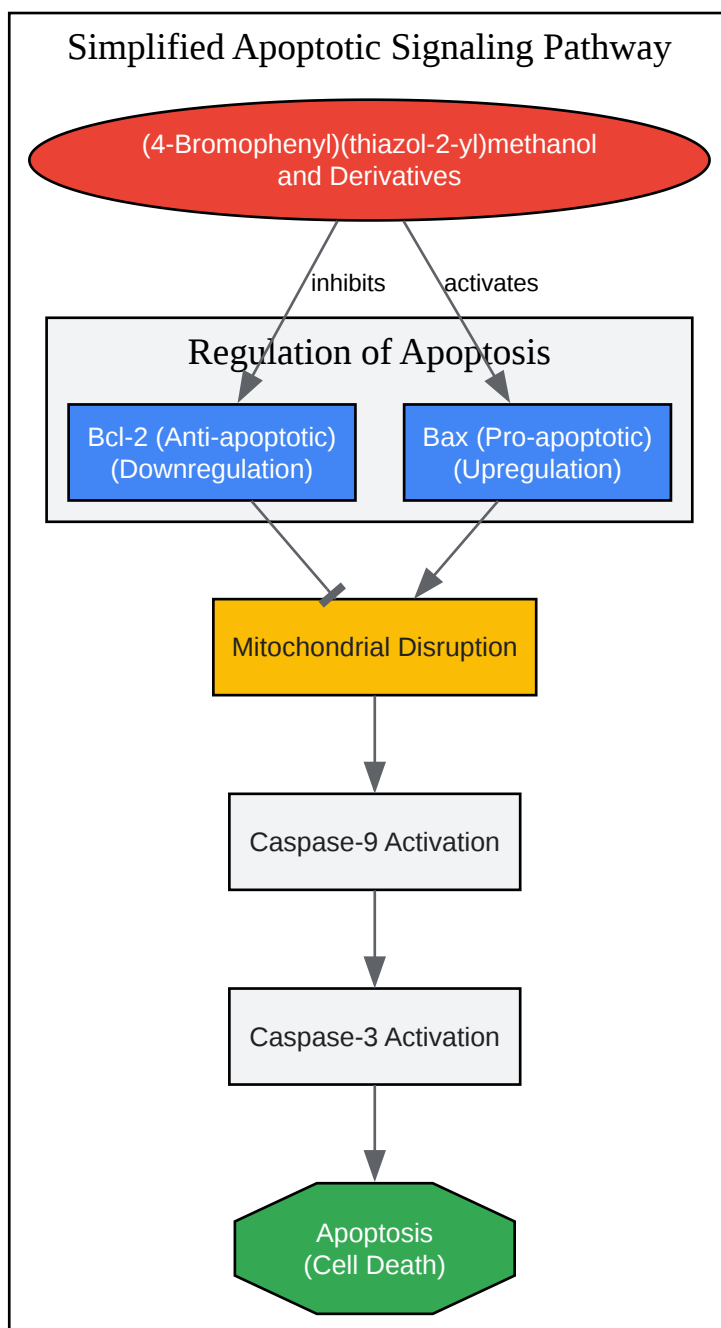 Simplified Apoptotic Signaling Pathway
(4-Bromophenyl)(thiazol-2-yl)methanol
and Derivatives
inhibits
activates
Regulation of Apoptosis
Bcl-2 (Anti-apoptotic)
(Downregulation)
Bax (Pro-apoptotic)
(Upregulation)
Mitochondrial Disruption
Caspase-9 Activation
Caspase-3 Activation
Apoptosis
(Cell Death)